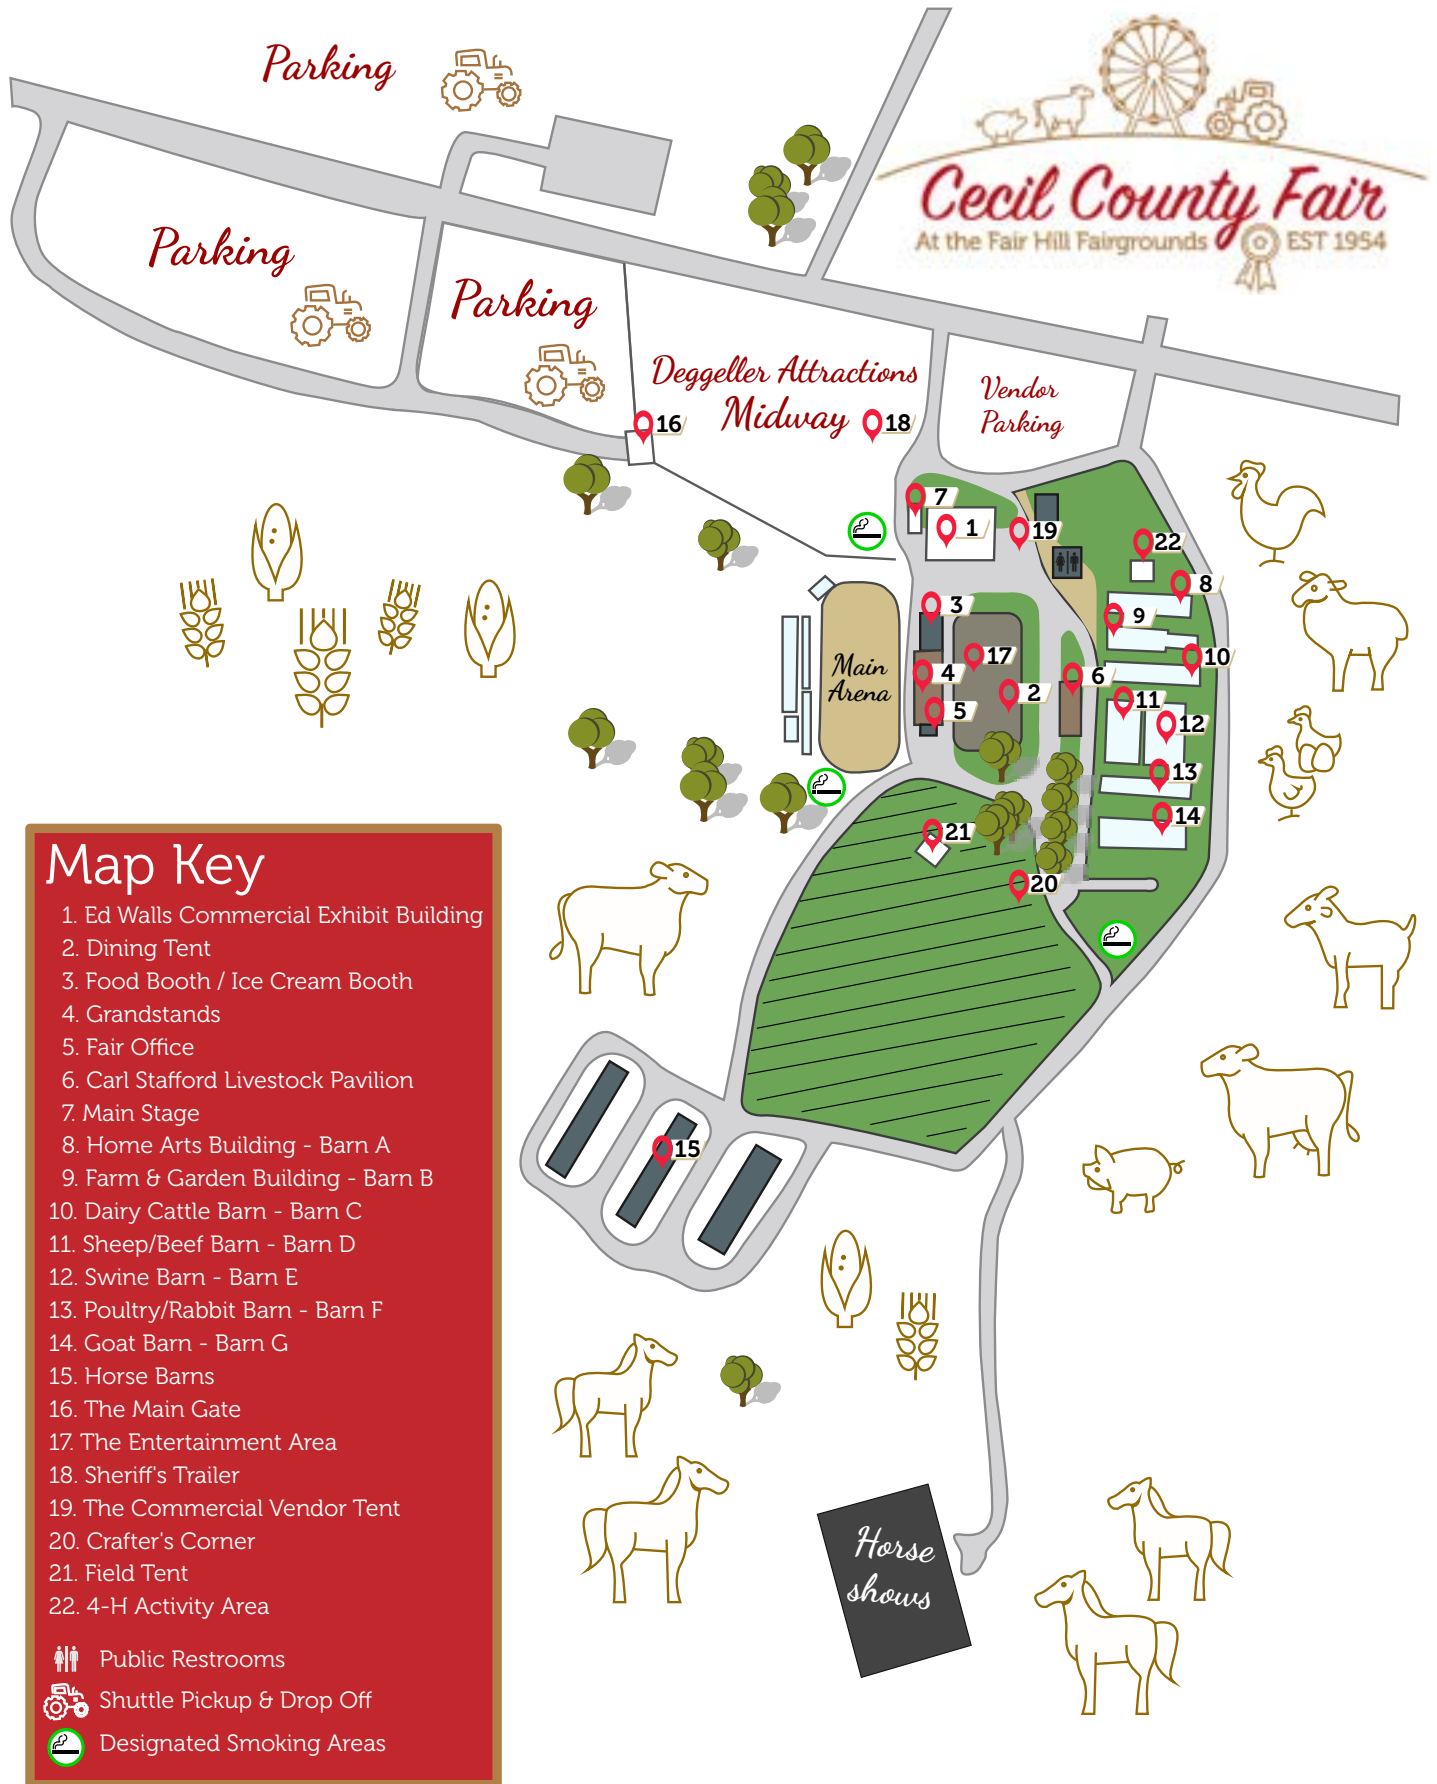 Parking
Cecil County Fair
At the Fair Hill Fairgrounds
EST 1954
Parking
Parking
Deggeller Attractions
Midway
Vendor
Parking
16
18
7
1
19
22
8
3
9
10
17
4
6
2
5
11
12
13
14
Main
Arena
21
20
15
Horse
shows
Map Key
1. Ed Walls Commercial Exhibit Building
2. Dining Tent
3. Food Booth / Ice Cream Booth
4. Grandstands
5. Fair Office
6. Carl Stafford Livestock Pavilion
7. Main Stage
8. Home Arts Building - Barn A
9. Farm & Garden Building - Barn B
10. Dairy Cattle Barn - Barn C
11. Sheep/Beef Barn - Barn D
12. Swine Barn - Barn E
13. Poultry/Rabbit Barn - Barn F
14. Goat Barn - Barn G
15. Horse Barns
16. The Main Gate
17. The Entertainment Area
18. Sheriff's Trailer
19. The Commercial Vendor Tent
20. Crafter's Corner
21. Field Tent
22. 4-H Activity Area
Public Restrooms
Shuttle Pickup & Drop Off
Designated Smoking Areas